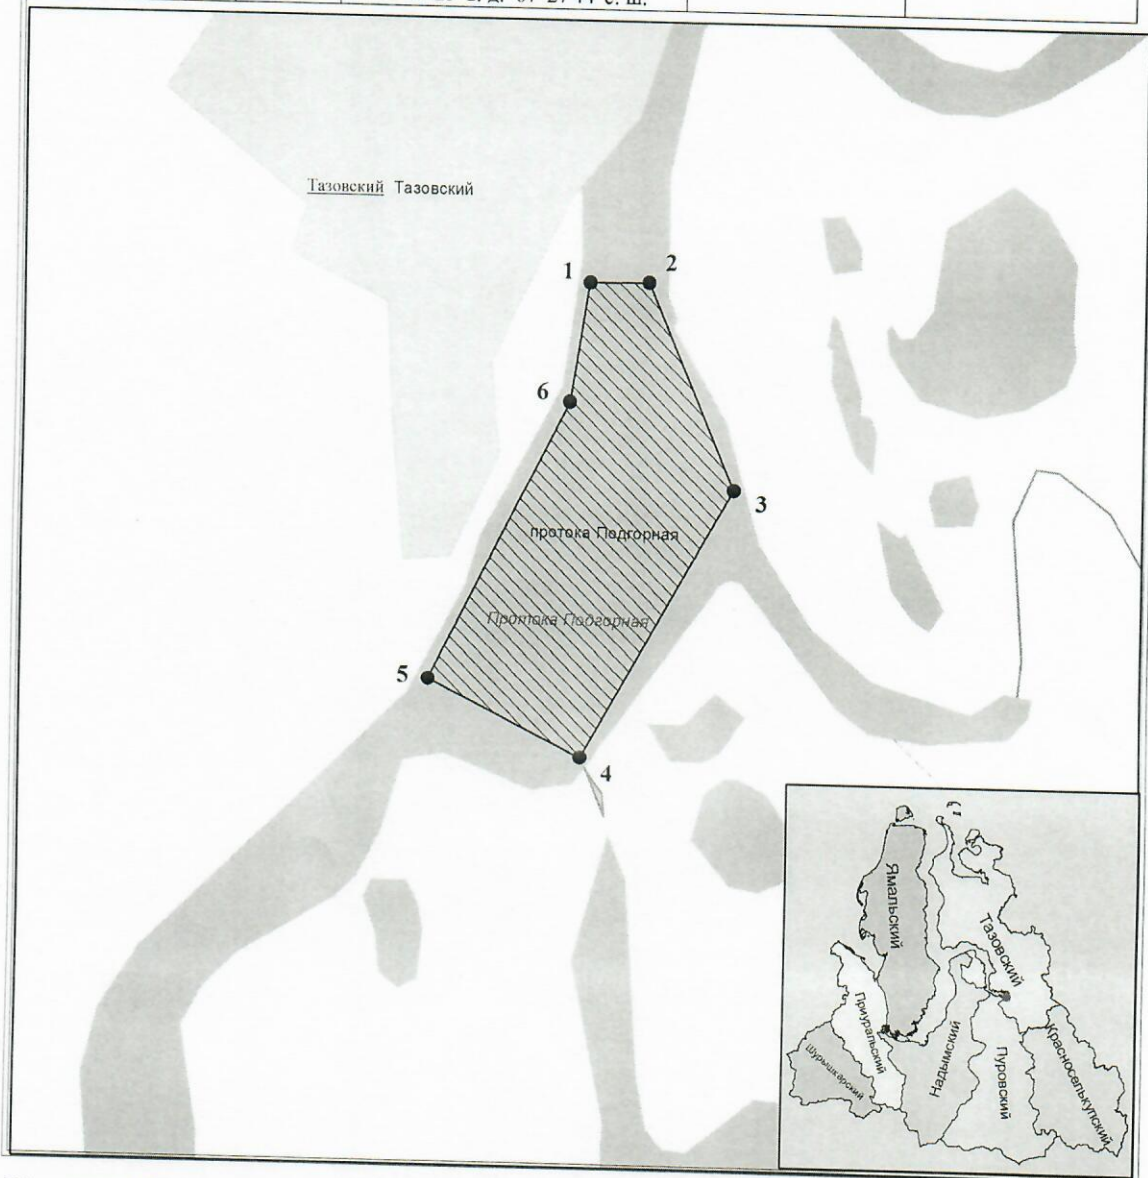 Тазовский Тазовский
1
2
6
3
протока Подгорная
Протока Подгорная
5
4
Ямальский
Тазовский
Приуральский
Шурышкарский
Надымский
Пуровский
Красноселькупский